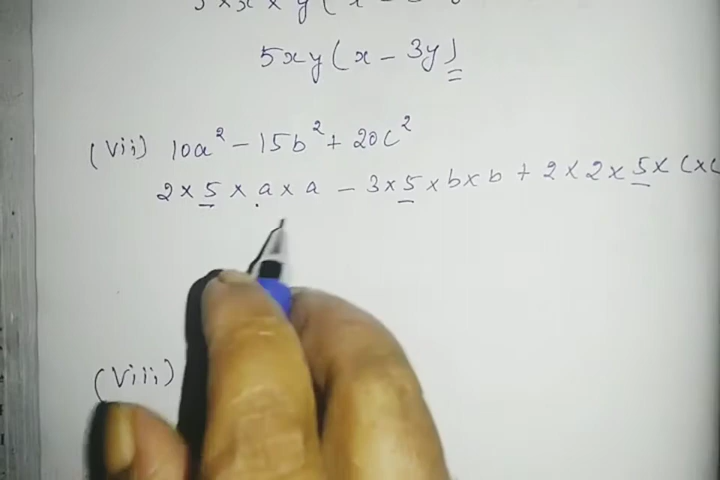 5xy(x - 3y)
(vii) 10a² - 15b² + 20c²
2 × 5 × a × a - 3 × 5 × b × b + 2 × 2 × 5 × c × c
(viii)